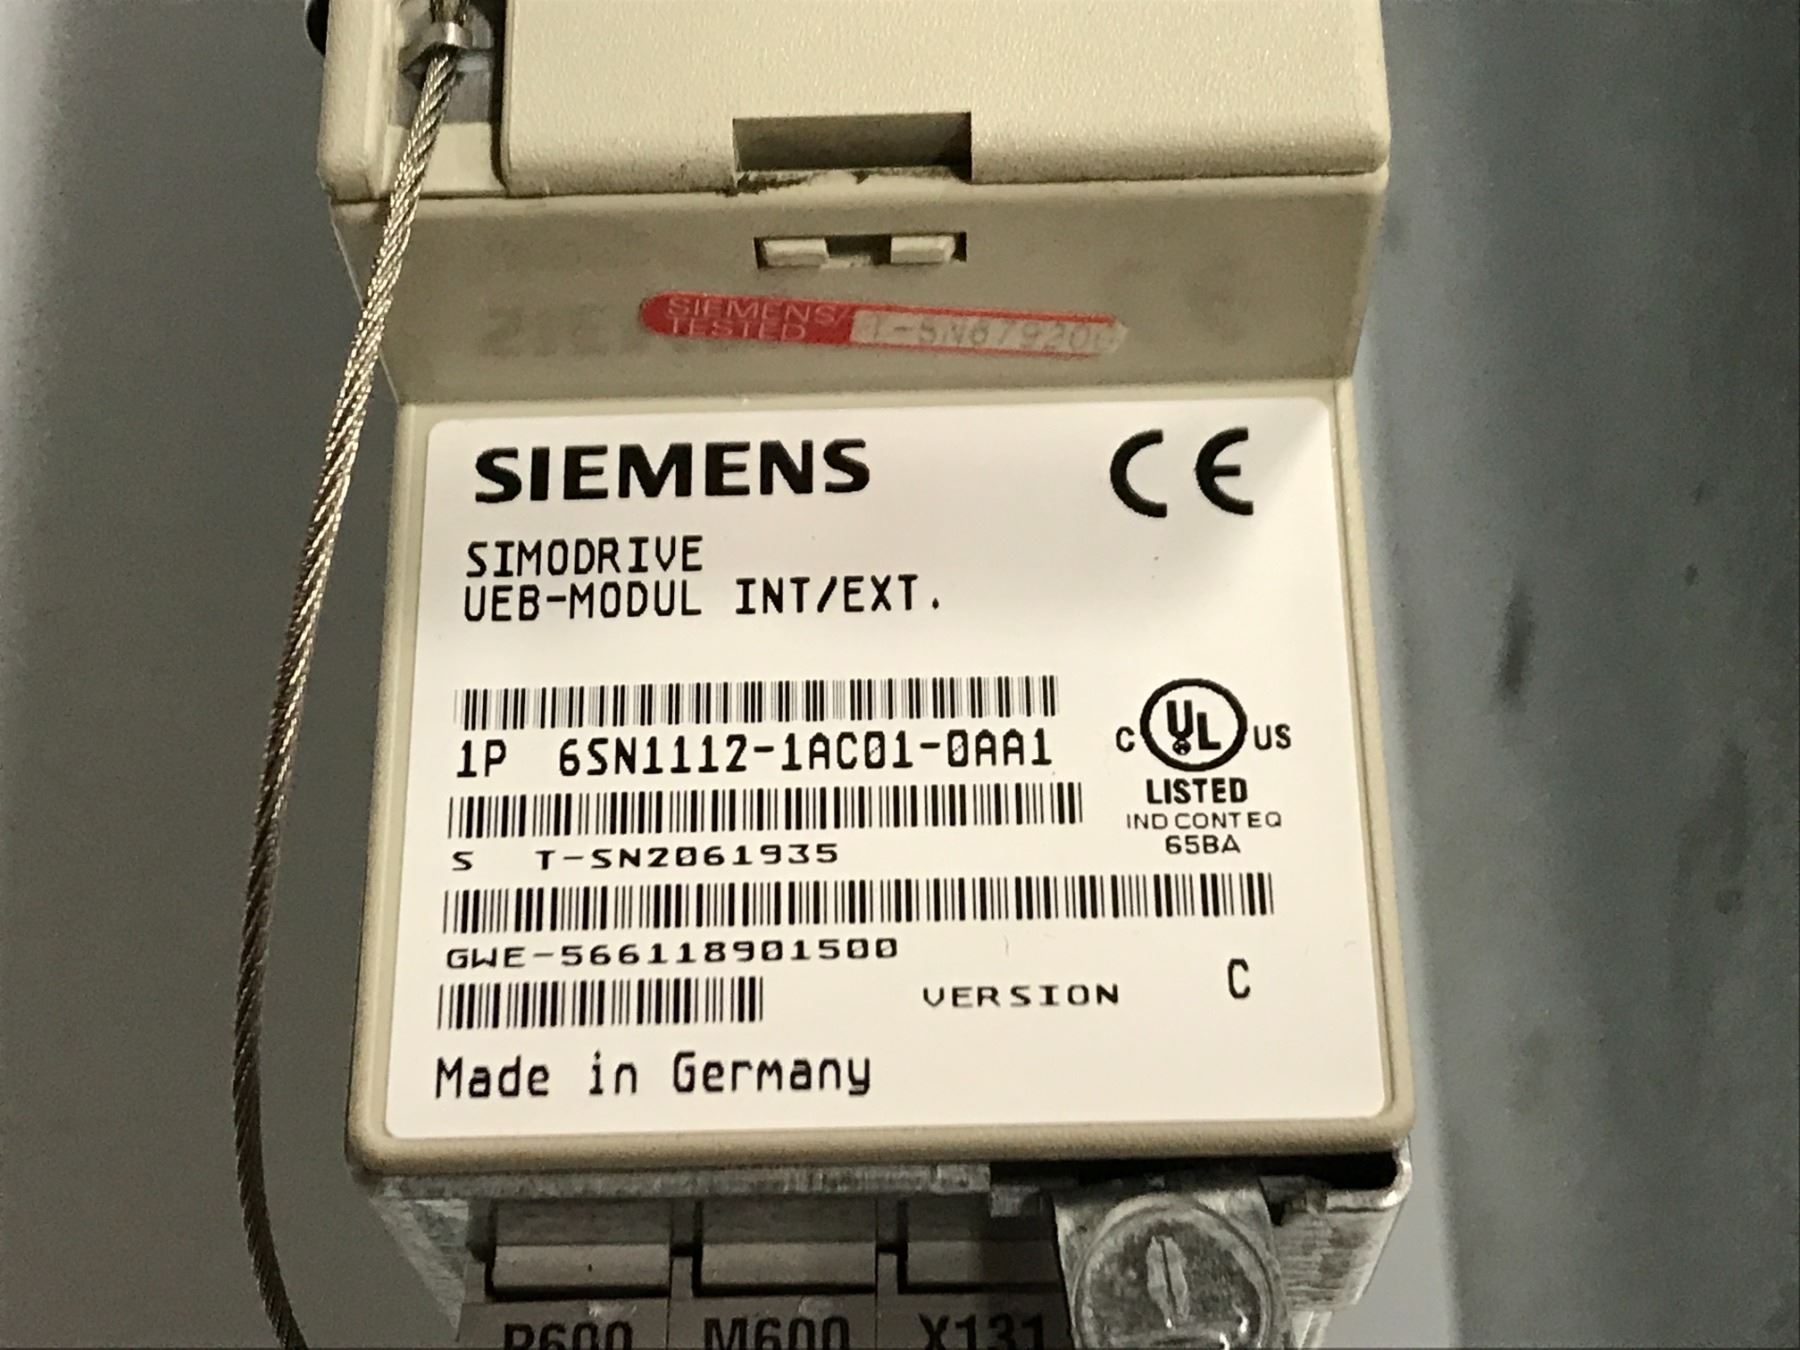 SIEMENS
TESTED
SIEMENS
CE
SIMODRIVE
UEB-MODUL INT/EXT.
1P 6SN1112-1AC01-0AA1
C UL US
LISTED
IND CONT EQ
65BA
S T-SN2061935
GWE-566118901500
VERSION C
Made in Germany
P600 M600 X131